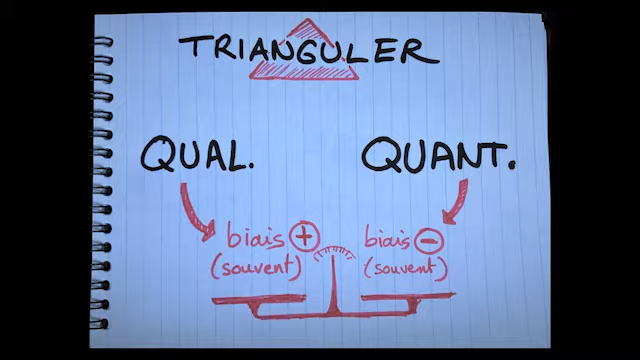 TRIANGULER
QUAL. QUANT.
biais + biais -
(souvent) (souvent)